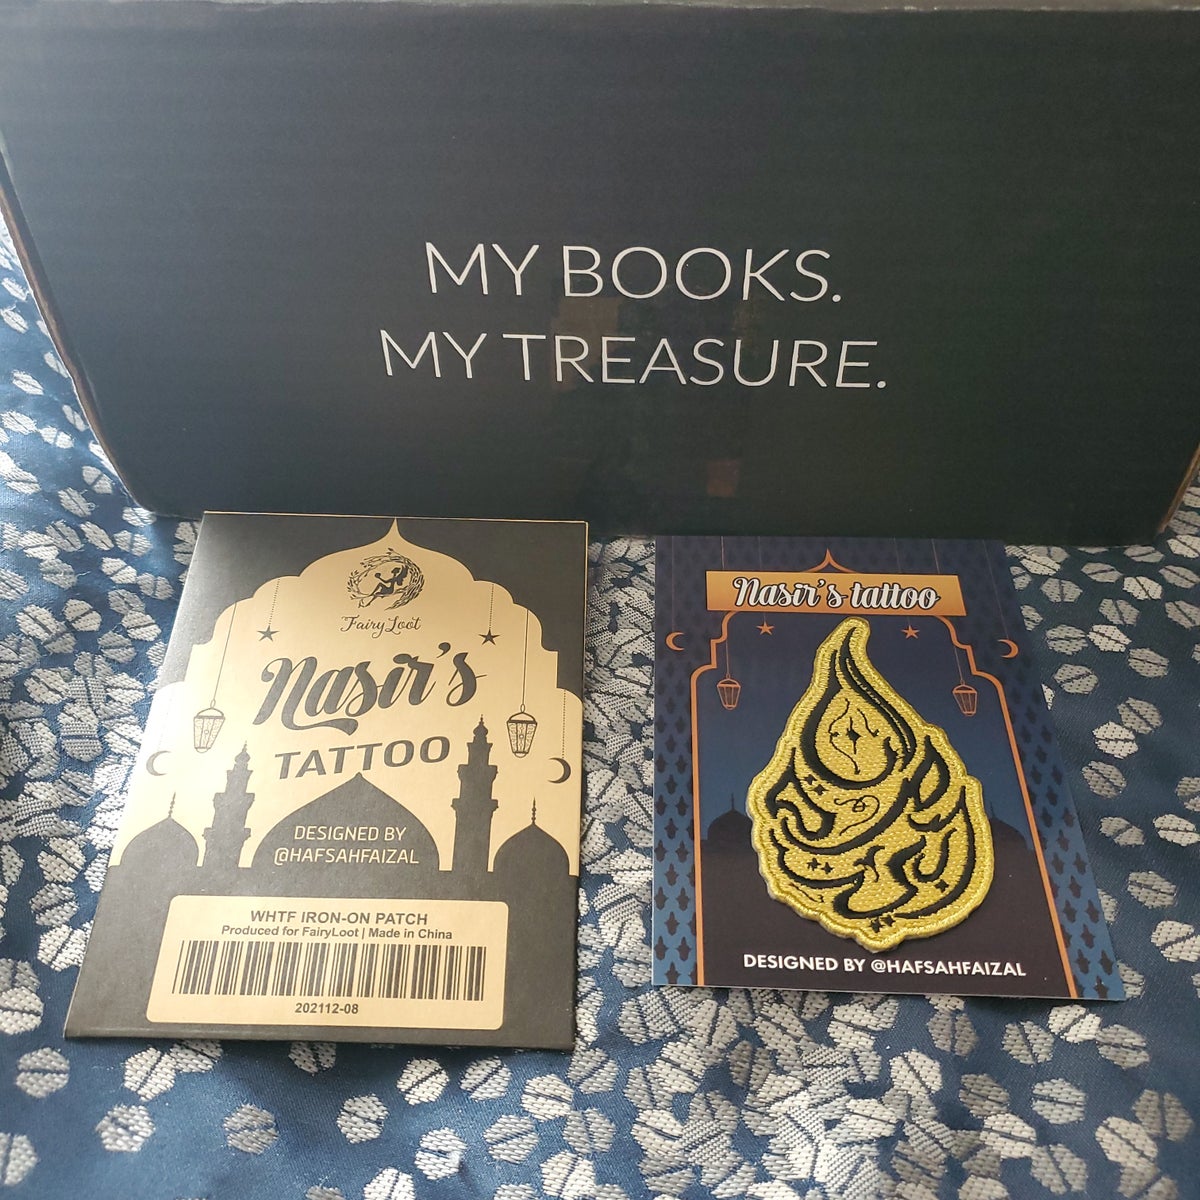 MY BOOKS.
MY TREASURE.
FairyLoot
Nasir's
TATTOO
DESIGNED BY
@HAFSAHFAIZAL
WHTF IRON-ON PATCH
Produced for FairyLoot | Made in China
202112-08
Nasir's tattoo
DESIGNED BY @HAFSAHFAIZAL